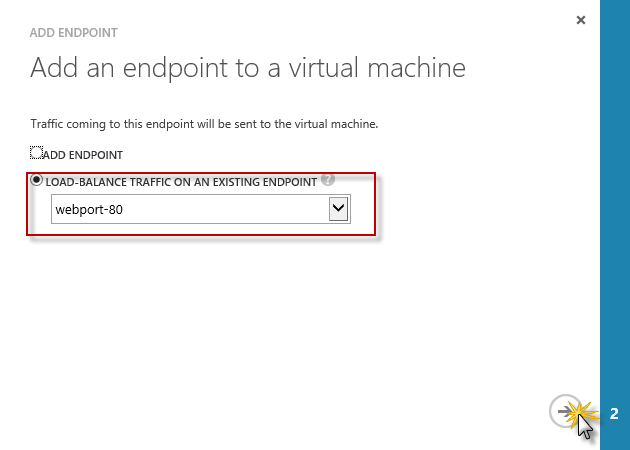 ADD ENDPOINT
Add an endpoint to a virtual machine
Traffic coming to this endpoint will be sent to the virtual machine.
ADD ENDPOINT
LOAD-BALANCE TRAFFIC ON AN EXISTING ENDPOINT ?
webport-80
2